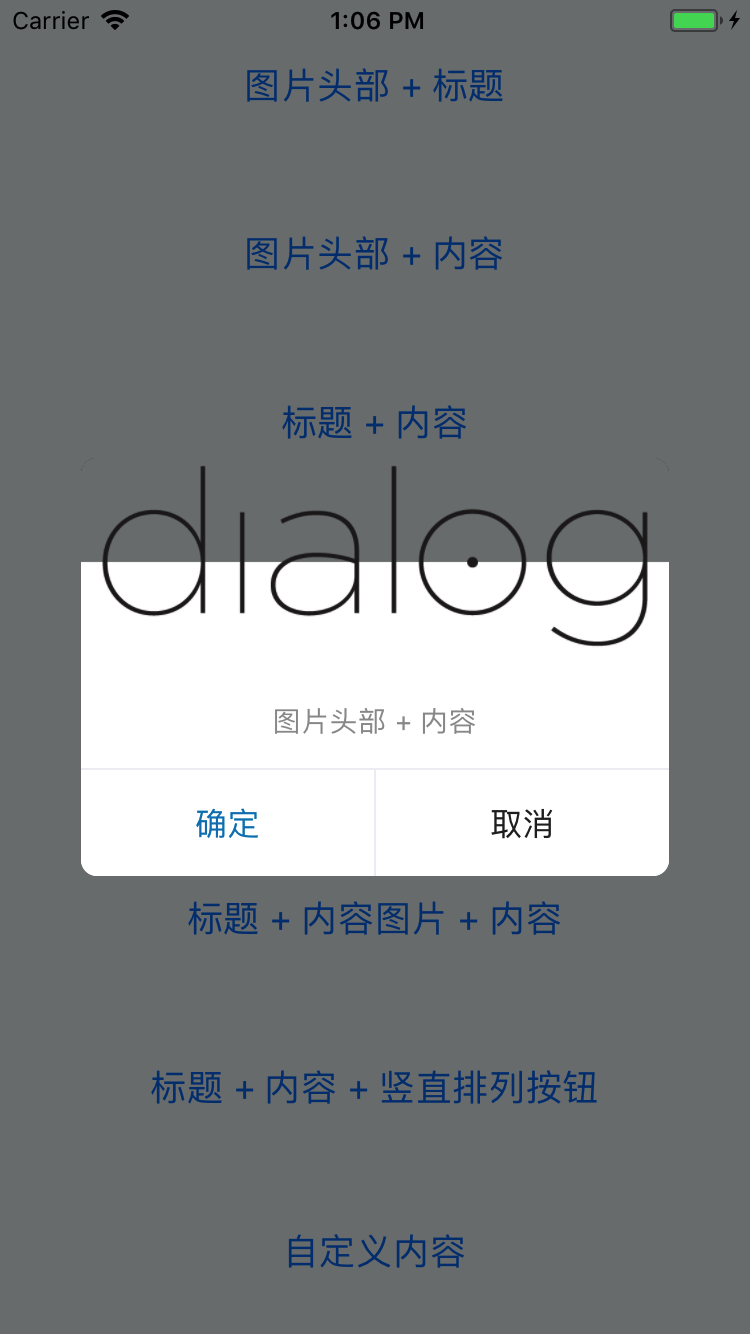 Carrier 1:06 PM
图片头部 + 标题
图片头部 + 内容
标题 + 内容
dialog
图片头部 + 内容
确定 取消
标题 + 内容图片 + 内容
标题 + 内容 + 竖直排列按钮
自定义内容